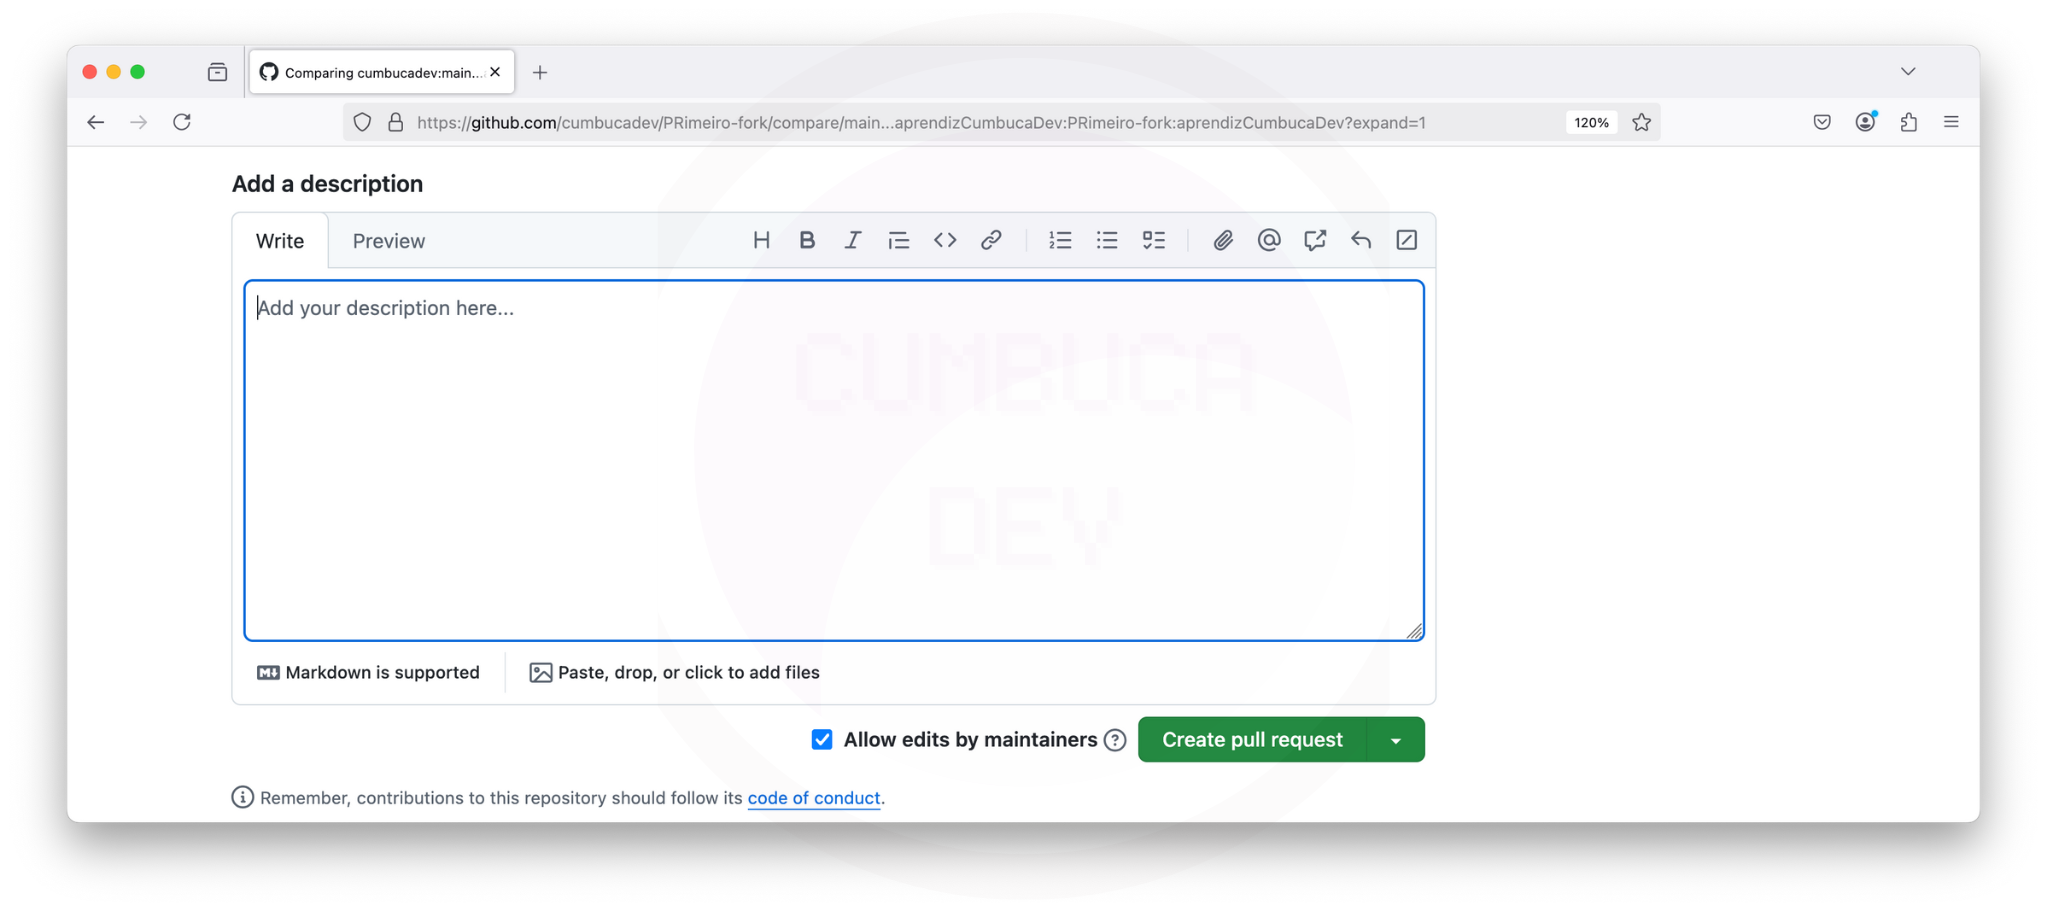 Comparing cumbucadev:main...
https://github.com/cumbucadev/PRimeiro-fork/compare/main...aprendizCumbucaDev:PRimeiro-fork:aprendizCumbucaDev?expand=1
120%
Add a description
Write
Preview
H B I
Add your description here...
CUMBUCA
DEV
Markdown is supported
Paste, drop, or click to add files
Allow edits by maintainers
Create pull request
Remember, contributions to this repository should follow its code of conduct.